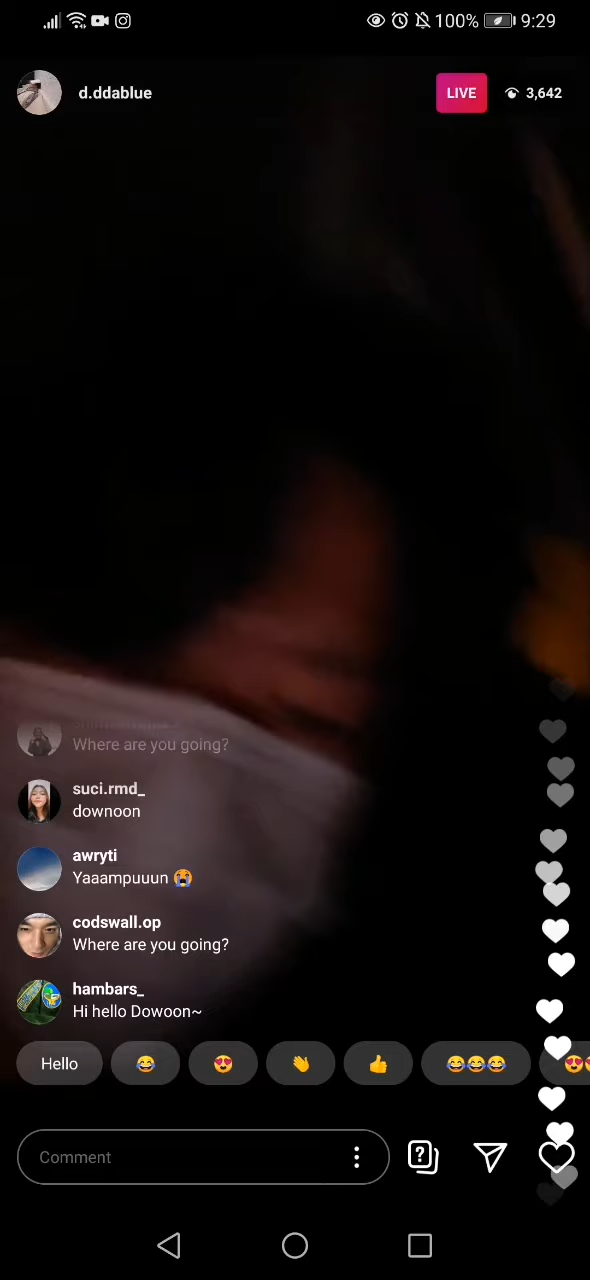 100%
9:29
d.ddablue
LIVE
3,642
Where are you going?
suci.rmd_
downoon
awryti
Yaaampuuun 😭
codswall.op
Where are you going?
hambars_
Hi hello Dowoon~
Hello 😂 😍 👋 👍 😂😂😂 😍
Comment